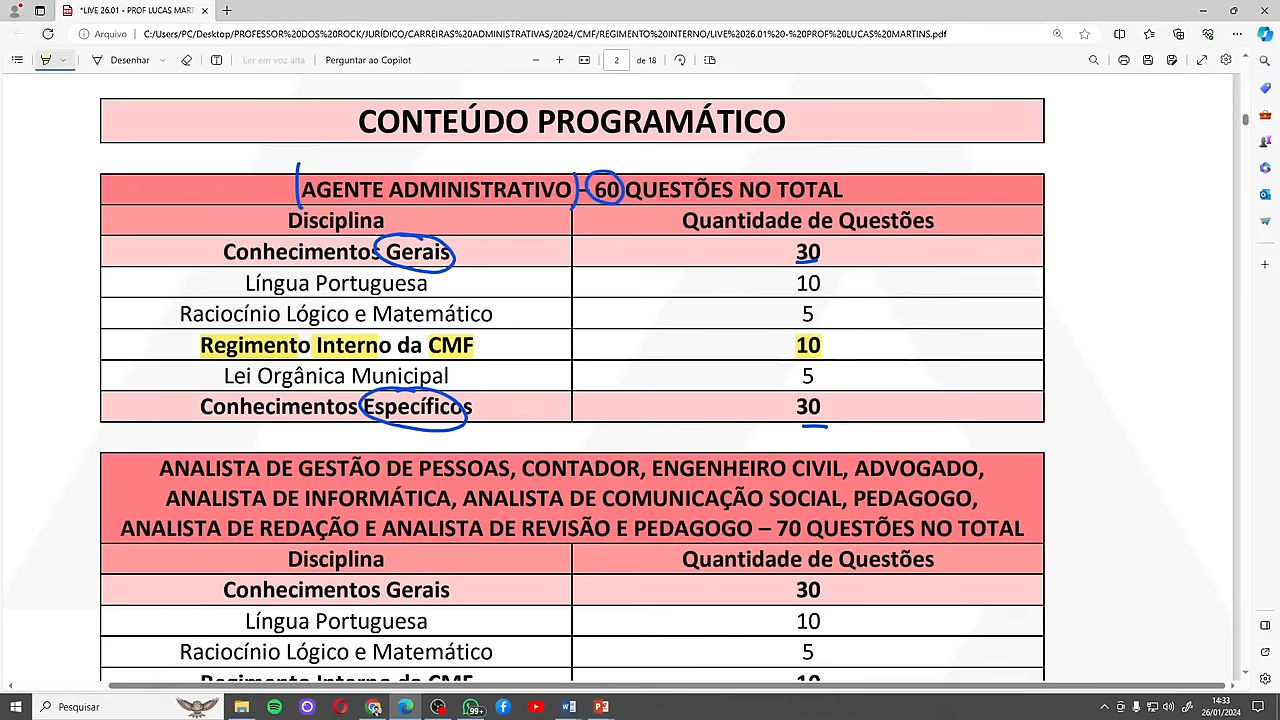 *LIVE 26.01 - PROF LUCAS MART
Arquivo
C:/Users/PC/Desktop/PROFESSOR%20DOS%20ROCK/JURÍDICO/CARREIRAS%20ADMINISTRATIVAS/2024/CMF/REGIMENTO%20INTERNO/LIVE%2026.01%20-%20PROF%20LUCAS%20MARTINS.pdf
Desenhar
Ler em voz alta
Perguntar ao Copilot
2 de 18
CONTEÚDO PROGRAMÁTICO
AGENTE ADMINISTRATIVO – 60 QUESTÕES NO TOTAL
Disciplina Quantidade de Questões
Conhecimentos Gerais 30
Língua Portuguesa 10
Raciocínio Lógico e Matemático 5
Regimento Interno da CMF 10
Lei Orgânica Municipal 5
Conhecimentos Específicos 30
ANALISTA DE GESTÃO DE PESSOAS, CONTADOR, ENGENHEIRO CIVIL, ADVOGADO,
ANALISTA DE INFORMÁTICA, ANALISTA DE COMUNICAÇÃO SOCIAL, PEDAGOGO,
ANALISTA DE REDAÇÃO E ANALISTA DE REVISÃO E PEDAGOGO – 70 QUESTÕES NO TOTAL
Disciplina Quantidade de Questões
Conhecimentos Gerais 30
Língua Portuguesa 10
Raciocínio Lógico e Matemático 5
Regimento Interno da CMF 10
Pesquisar
99+
14:33
26/01/2024